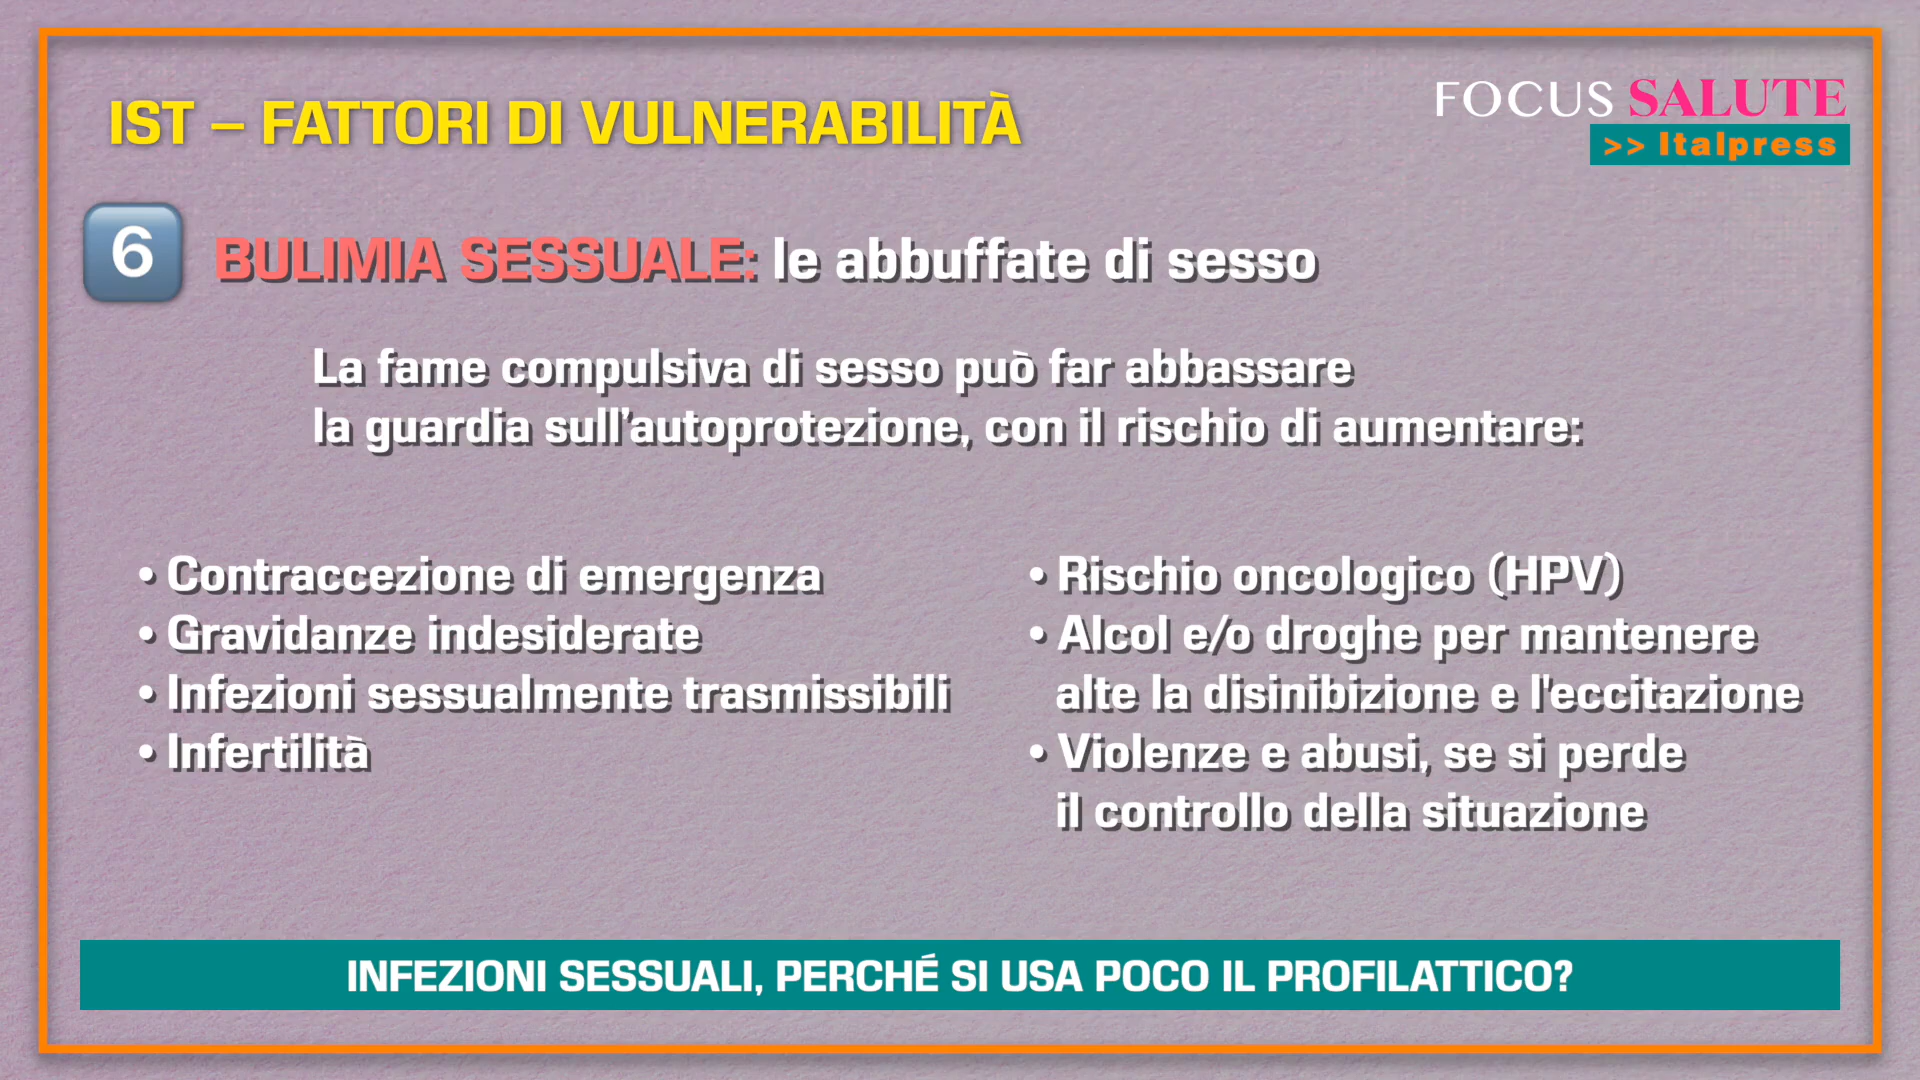 IST – FATTORI DI VULNERABILITÀ
FOCUS SALUTE
>> Italpress
6
BULIMIA SESSUALE: le abbuffate di sesso
La fame compulsiva di sesso può far abbassare
la guardia sull'autoprotezione, con il rischio di aumentare:
• Contraccezione di emergenza
• Gravidanze indesiderate
• Infezioni sessualmente trasmissibili
• Infertilità
• Rischio oncologico (HPV)
• Alcol e/o droghe per mantenere
alte la disinibizione e l'eccitazione
• Violenze e abusi, se si perde
il controllo della situazione
INFEZIONI SESSUALI, PERCHÉ SI USA POCO IL PROFILATTICO?